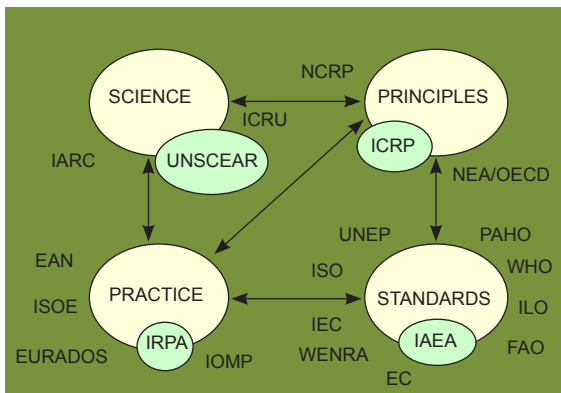 NCRP
SCIENCE
PRINCIPLES
ICRU
ICRP
IARC
UNSCEAR
NEA/OECD
UNEP
PAHO
EAN
WHO
ISO
PRACTICE
STANDARDS
ISOE
ILO
IEC
IRPA
IAEA
EURADOS
IOMP
WENRA
FAO
EC